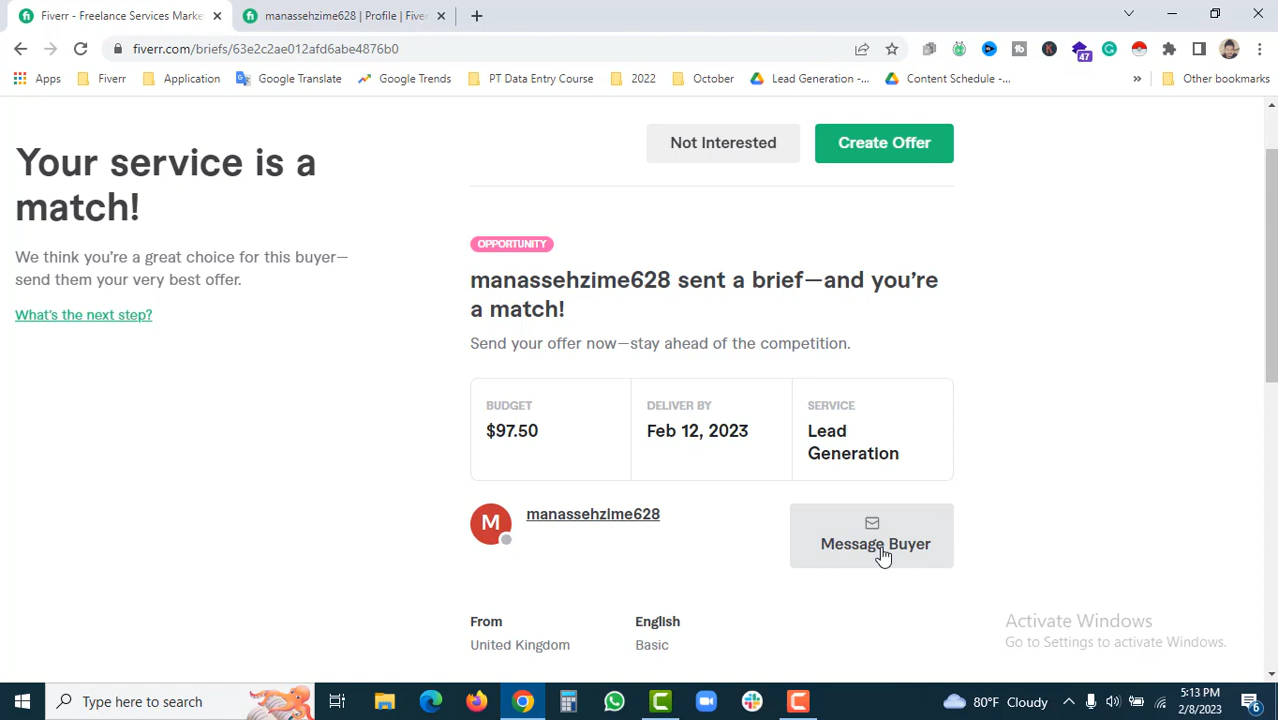 Fiverr - Freelance Services Marke
manassehzime628 | Profile | Fiver
fiverr.com/briefs/63e2c2ae012afd6abe4876b0
47
Apps
Fiverr
Application
Google Translate
Google Trends
PT Data Entry Course
2022
October
Lead Generation -...
Content Schedule -...
»
Other bookmarks
Your service is a
match!
We think you're a great choice for this buyer—
send them your very best offer.
What's the next step?
Not Interested
Create Offer
OPPORTUNITY
manassehzime628 sent a brief—and you're
a match!
Send your offer now—stay ahead of the competition.
BUDGET
$97.50
DELIVER BY
Feb 12, 2023
SERVICE
Lead
Generation
M
manassehzime628
Message Buyer
From
United Kingdom
English
Basic
Activate Windows
Go to Settings to activate Windows.
Type here to search
80°F Cloudy
5:13 PM
2/8/2023
6